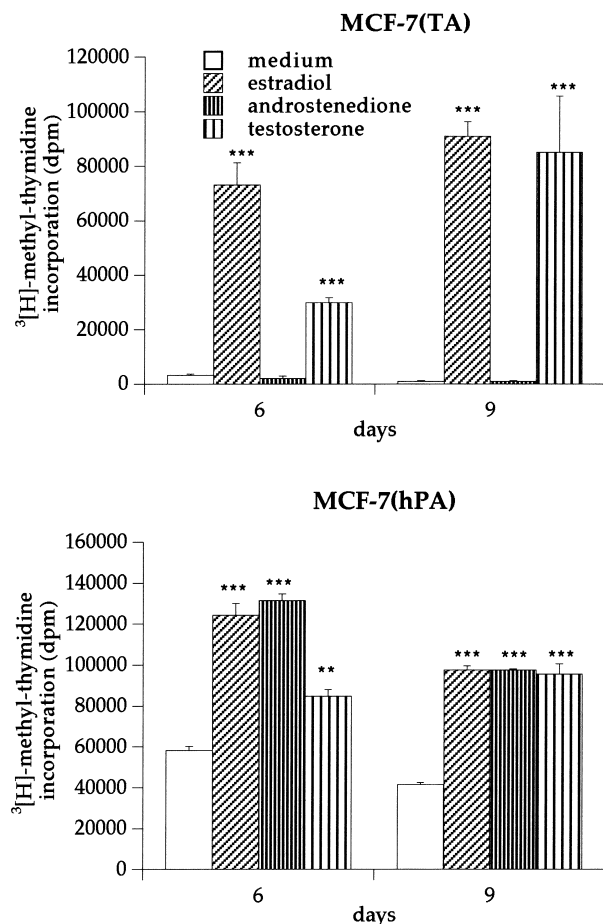 MCF-7(TA)
medium
estradiol
androstenedione
testosterone
³[H]-methyl-thymidine
incorporation (dpm)
120000
100000
80000
60000
40000
20000
0
***
***
***
***
6
9
days
MCF-7(hPA)
³[H]-methyl-thymidine
incorporation (dpm)
160000
140000
120000
100000
80000
60000
40000
20000
0
***
***
**
***
***
***
6
9
days